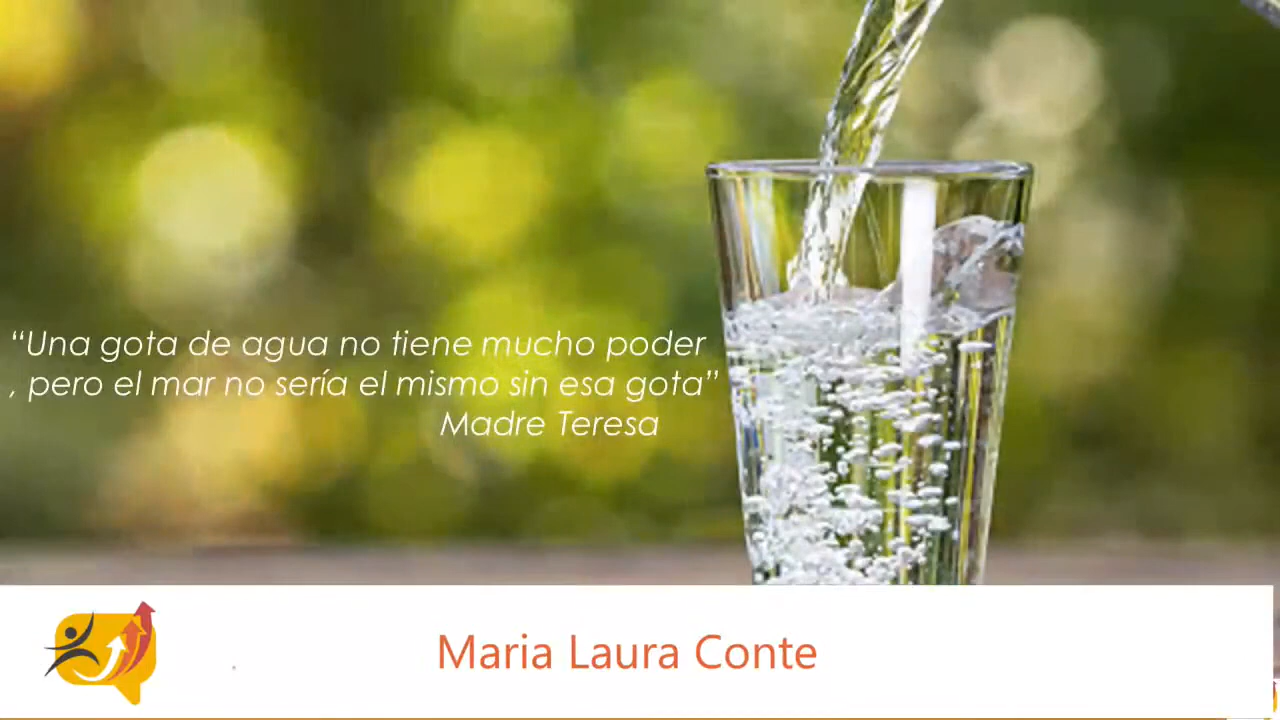 “Una gota de agua no tiene mucho poder
, pero el mar no sería el mismo sin esa gota”
Madre Teresa
Maria Laura Conte